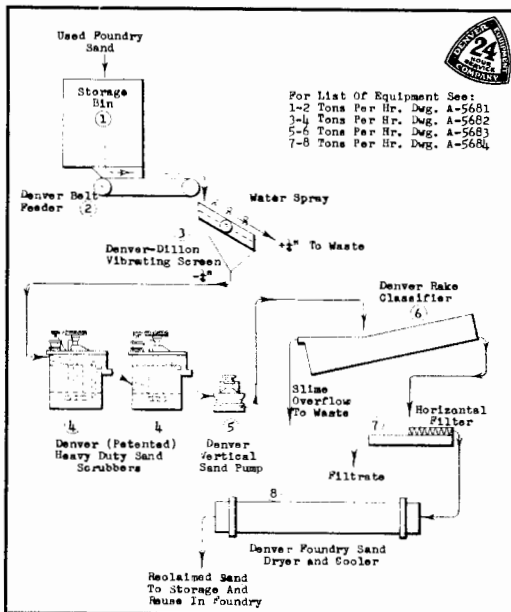 Used Foundry
Sand
Storage
Bin
1
DENVER EQUIPMENT
24
HOUR
SERVICE
COMPANY
For List Of Equipment See:
1-2 Tons Per Hr. Dwg. A-5681
3-4 Tons Per Hr. Dwg. A-5682
5-6 Tons Per Hr. Dwg. A-5683
7-8 Tons Per Hr. Dwg. A-5684
Denver Belt
Feeder
2
Water Spray
3
Denver-Dillon
Vibrating Screen
+¼" To Waste
-¼"
Denver Rake
Classifier
6
4
4
5
Denver (Patented)
Heavy Duty Sand
Scrubbers
Denver
Vertical
Sand Pump
Slime
Overflow
To Waste
Horizontal
Filter
7
Filtrate
8
Denver Foundry Sand
Dryer and Cooler
Reclaimed Sand
To Storage And
Reuse In Foundry